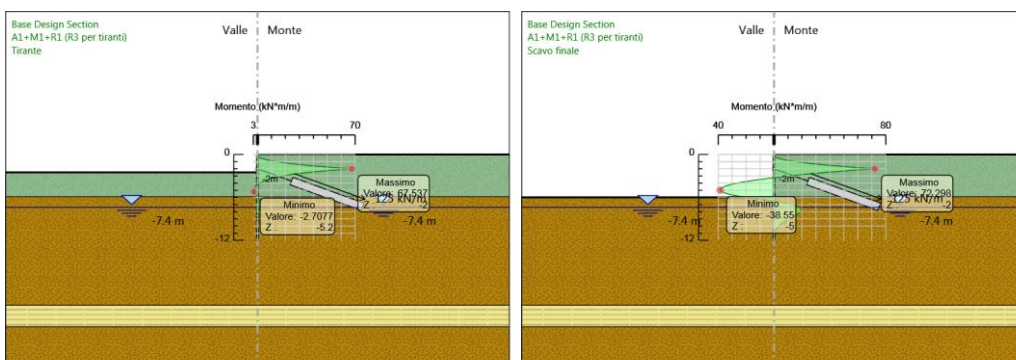 Base Design Section
A1+M1+R1 (R3 per tiranti)
Tirante
Valle
Monte
Momento (kN*m/m)
3.
70
0
-2m
Massimo
Valore: 67.537
125 kN/m
Z : -2
Minimo
Valore: -2.7077
Z : -5.2
-7.4 m
-7.4 m
-12
Base Design Section
A1+M1+R1 (R3 per tiranti)
Scavo finale
Valle
Monte
Momento (kN*m/m)
40
80
0
-2m
Massimo
Valore: 72.298
125 kN/m
Z : -2
Minimo
Valore: -38.55
Z : -5
-7.4 m
-7.4 m
-12